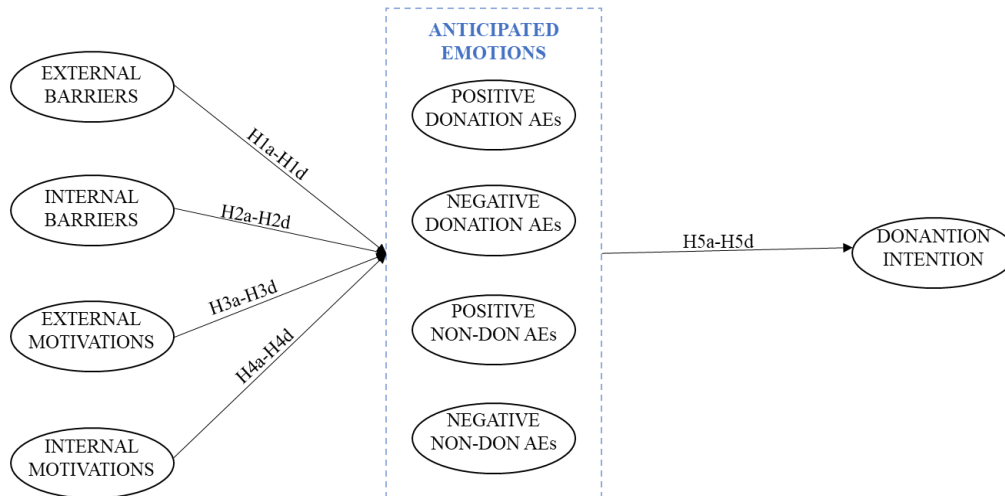 ANTICIPATED
EMOTIONS
EXTERNAL
BARRIERS
INTERNAL
BARRIERS
EXTERNAL
MOTIVATIONS
INTERNAL
MOTIVATIONS
H1a-H1d
H2a-H2d
H3a-H3d
H4a-H4d
POSITIVE
DONATION AEs
NEGATIVE
DONATION AEs
POSITIVE
NON-DON AEs
NEGATIVE
NON-DON AEs
H5a-H5d
DONANTION
INTENTION